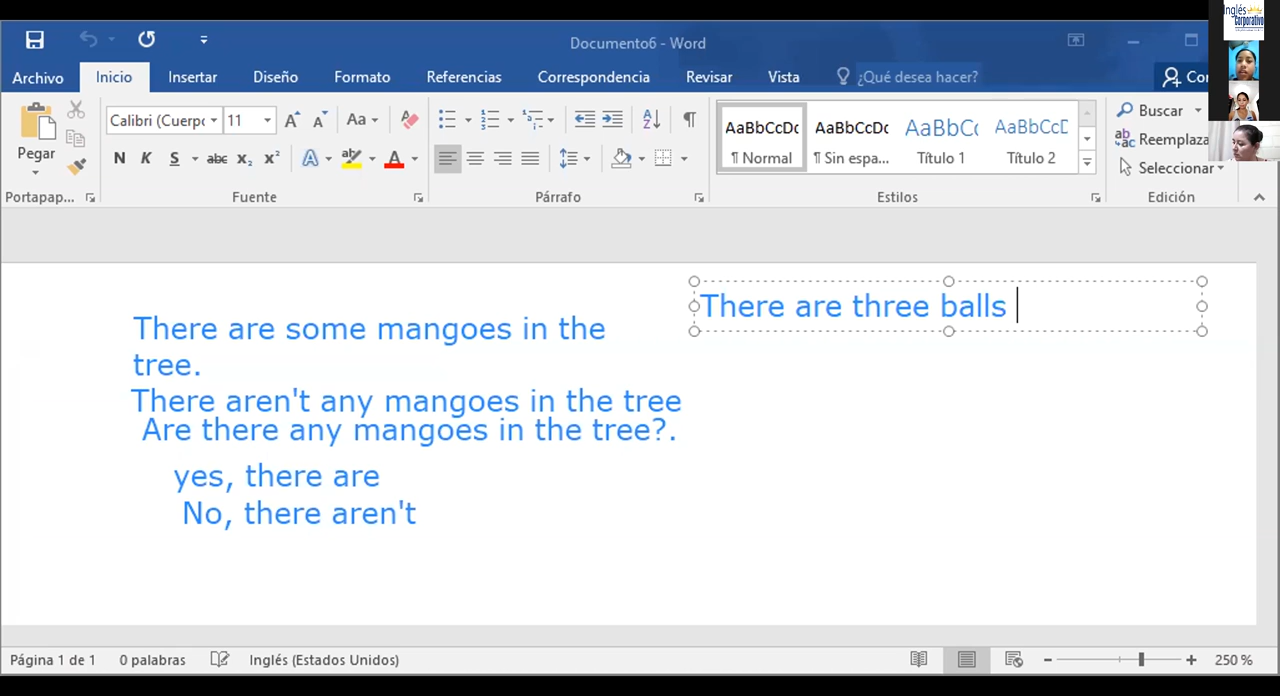 Inglés
Corporativo
Documento6 - Word
Archivo Inicio Insertar Diseño Formato Referencias Correspondencia Revisar Vista ¿Qué desea hacer?
Pegar
Calibri (Cuerpo 11
Aa
N K S abc x₂ x² A A
AaBbCcDc AaBbCcDc AaBbCc AaBbCcD
¶ Normal ¶ Sin espa... Título 1 Título 2
Buscar
Reemplaza
Seleccionar
Portapap... Fuente Párrafo Estilos Edición
There are three balls
There are some mangoes in the
tree.
There aren't any mangoes in the tree
Are there any mangoes in the tree?.
yes, there are
No, there aren't
Página 1 de 1 0 palabras Inglés (Estados Unidos) 250 %